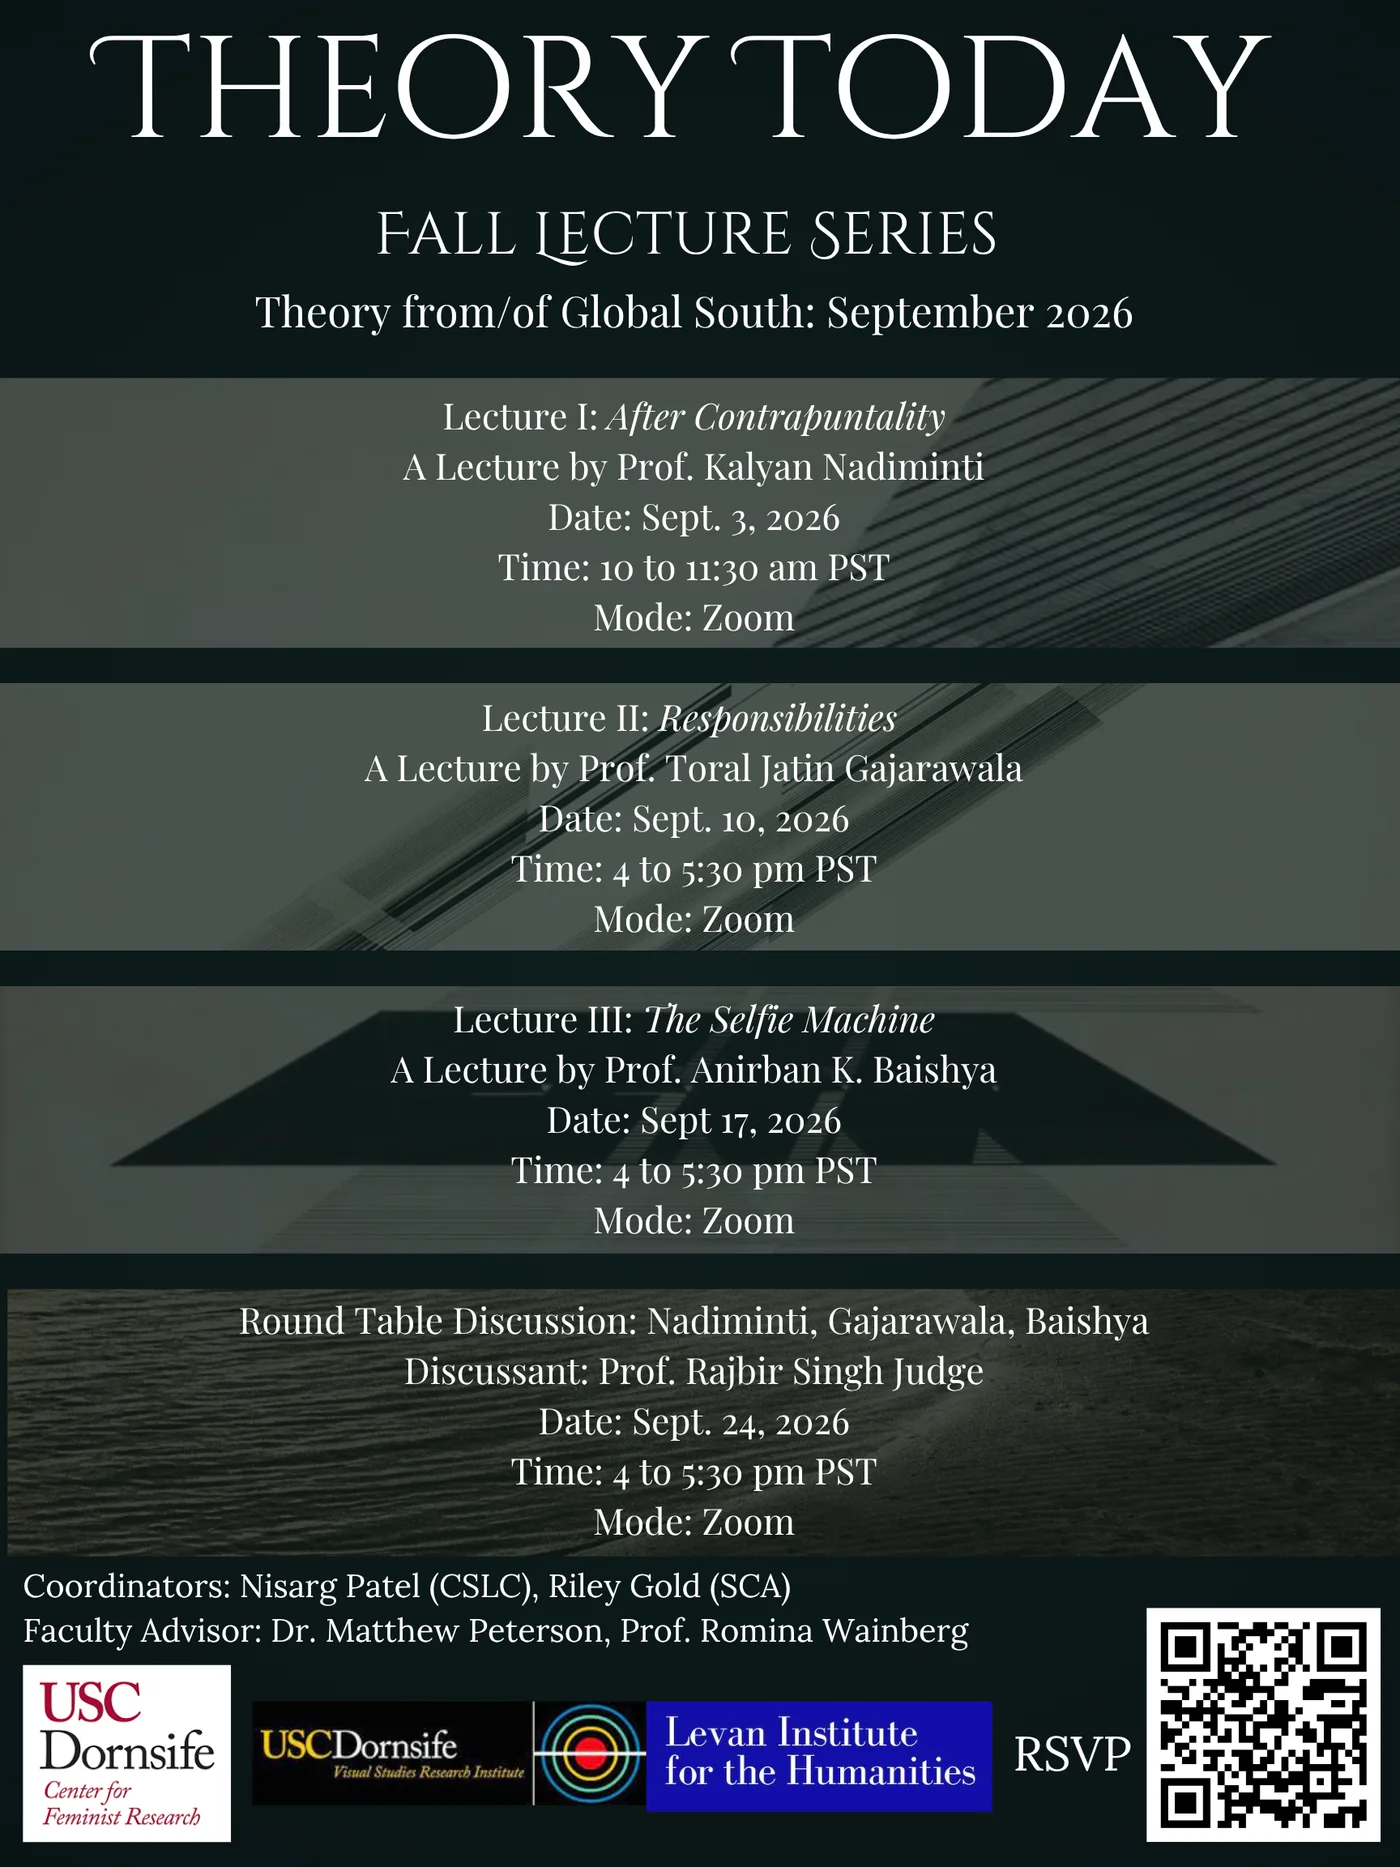 THEORY TODAY
FALL LECTURE SERIES
Theory from/of Global South: September 2026
Lecture I: After Contrapuntality
A Lecture by Prof. Kalyan Nadiminti
Date: Sept. 3, 2026
Time: 10 to 11:30 am PST
Mode: Zoom
Lecture II: Responsibilities
A Lecture by Prof. Toral Jatin Gajarawala
Date: Sept. 10, 2026
Time: 4 to 5:30 pm PST
Mode: Zoom
Lecture III: The Selfie Machine
A Lecture by Prof. Anirban K. Baishya
Date: Sept 17, 2026
Time: 4 to 5:30 pm PST
Mode: Zoom
Round Table Discussion: Nadiminti, Gajarawala, Baishya
Discussant: Prof. Rajbir Singh Judge
Date: Sept. 24, 2026
Time: 4 to 5:30 pm PST
Mode: Zoom
Coordinators: Nisarg Patel (CSLC), Riley Gold (SCA)
Faculty Advisor: Dr. Matthew Peterson, Prof. Romina Wainberg
USC
Dornsife
Center for
Feminist Research
USCDornsife
Visual Studies Research Institute
Levan Institute
for the Humanities
RSVP